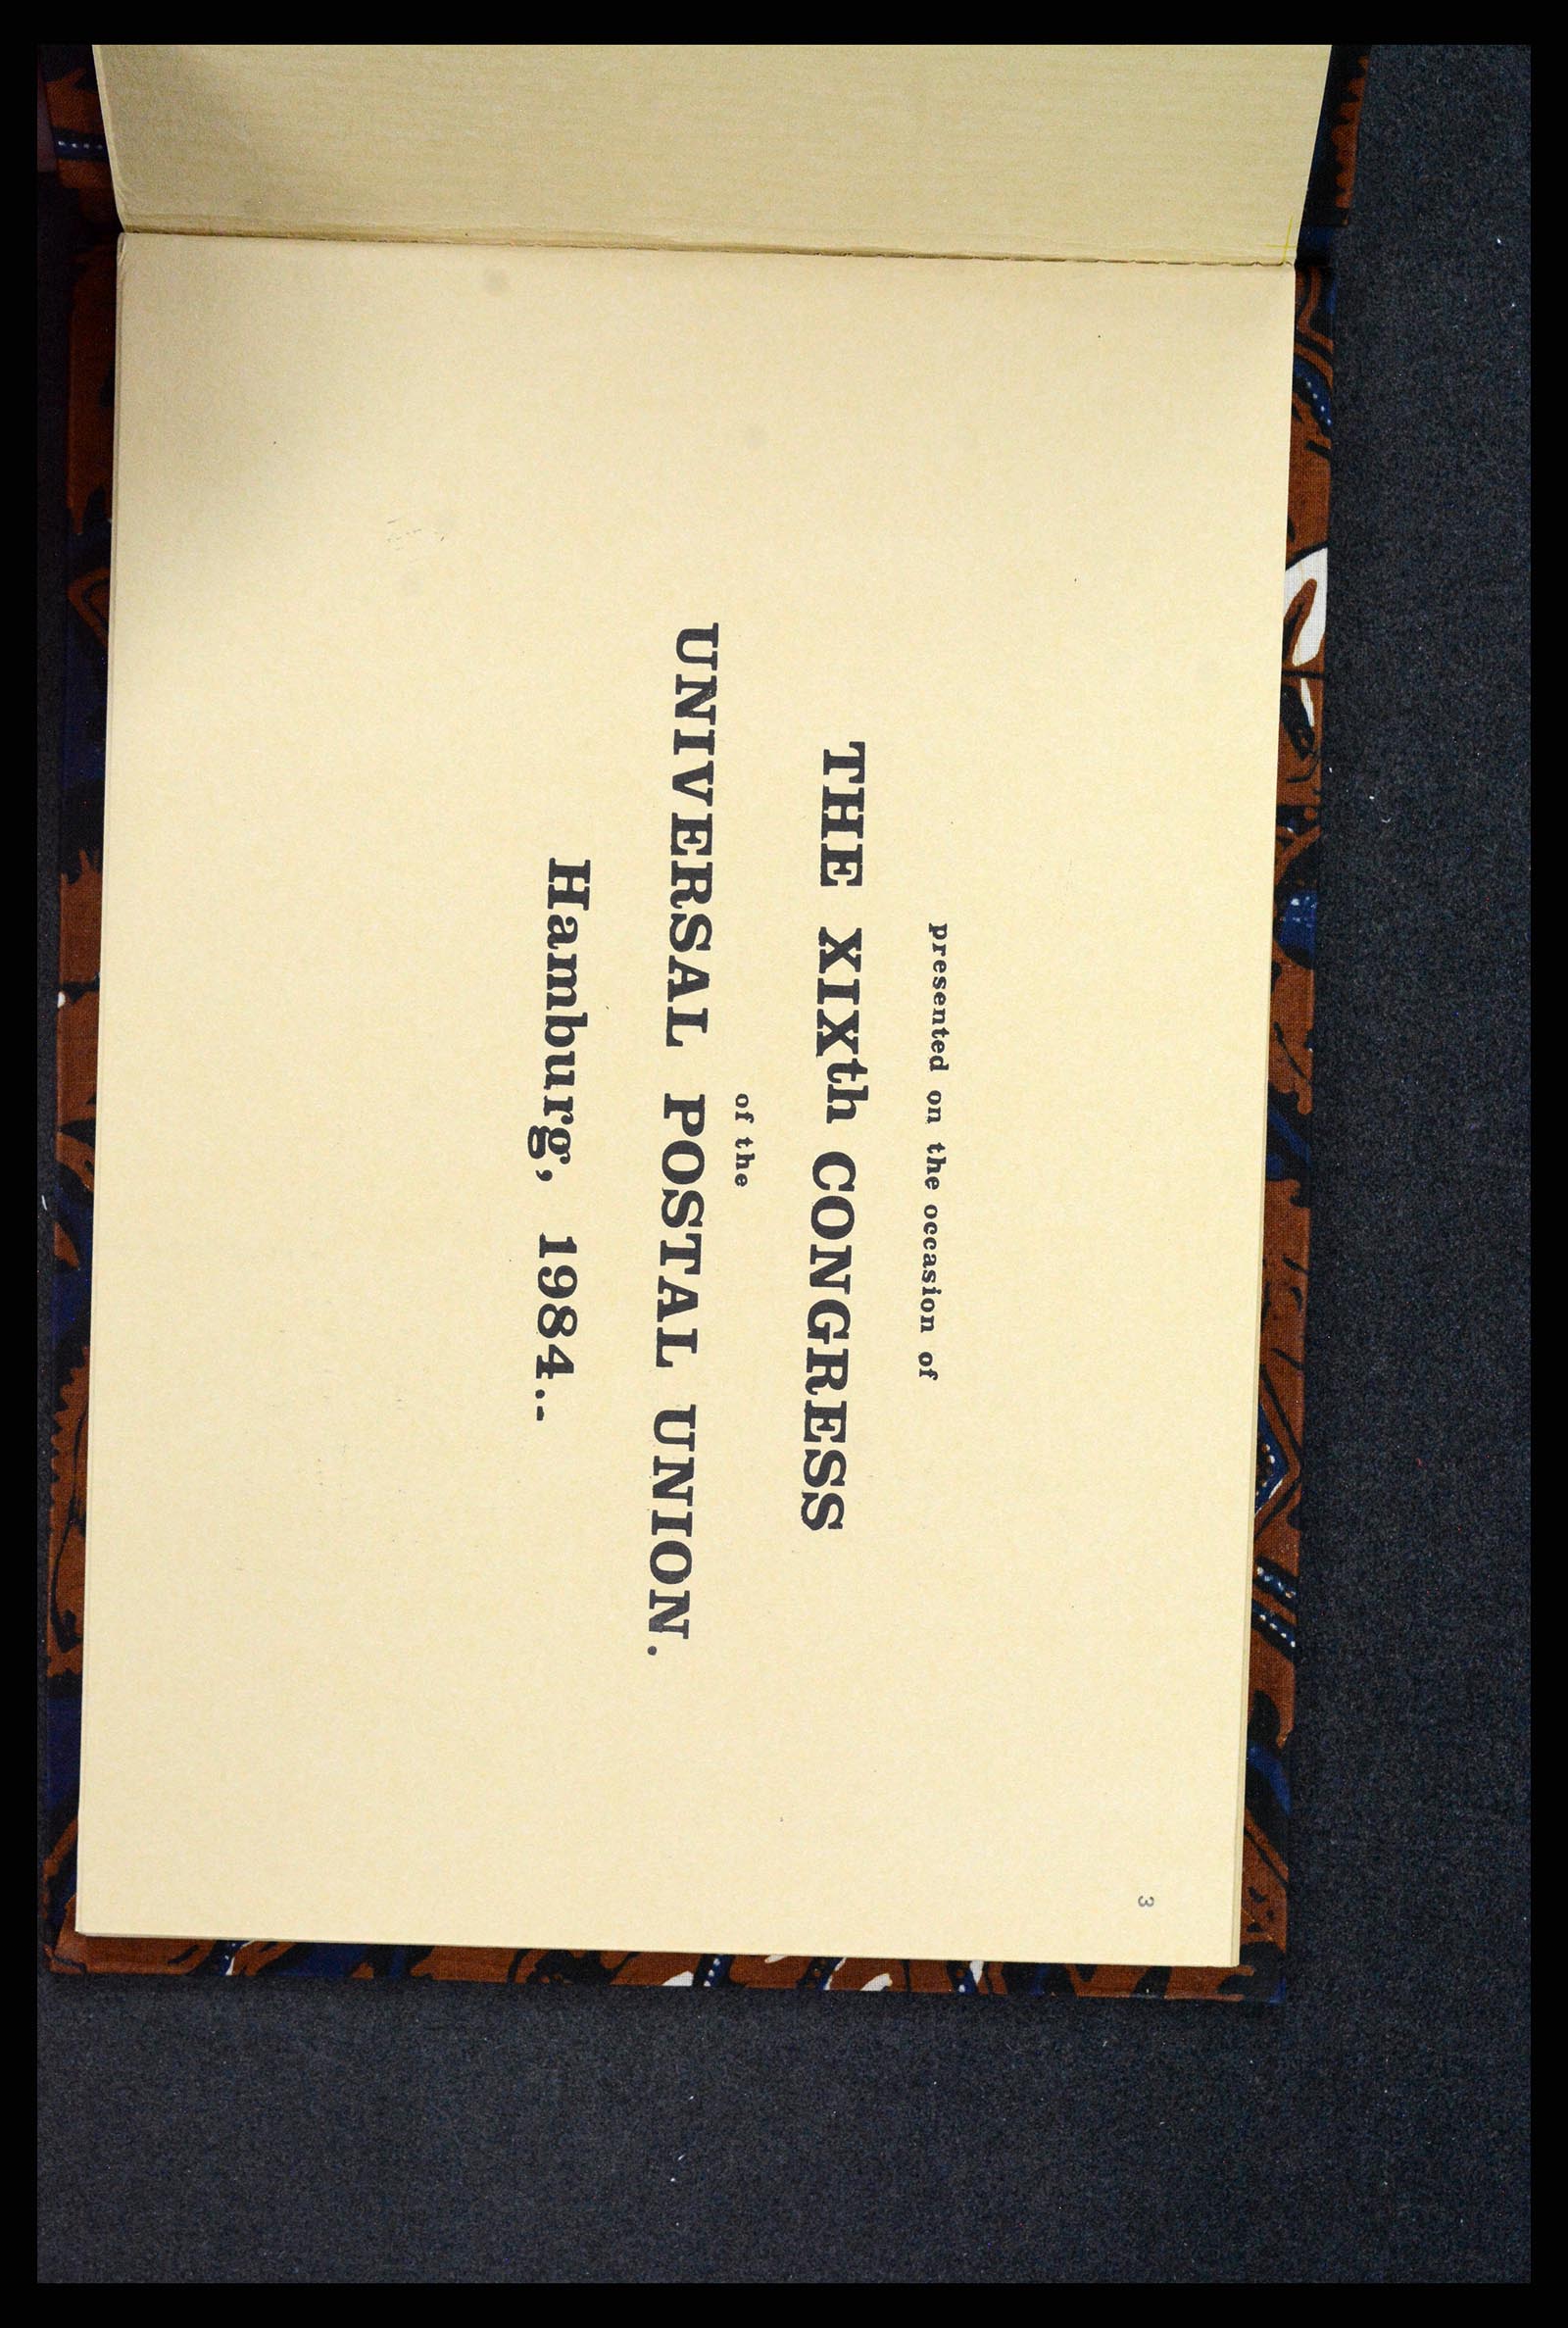 3
presented on the occasion of
THE XIXth CONGRESS
of the
UNIVERSAL POSTAL UNION.
Hamburg, 1984.-